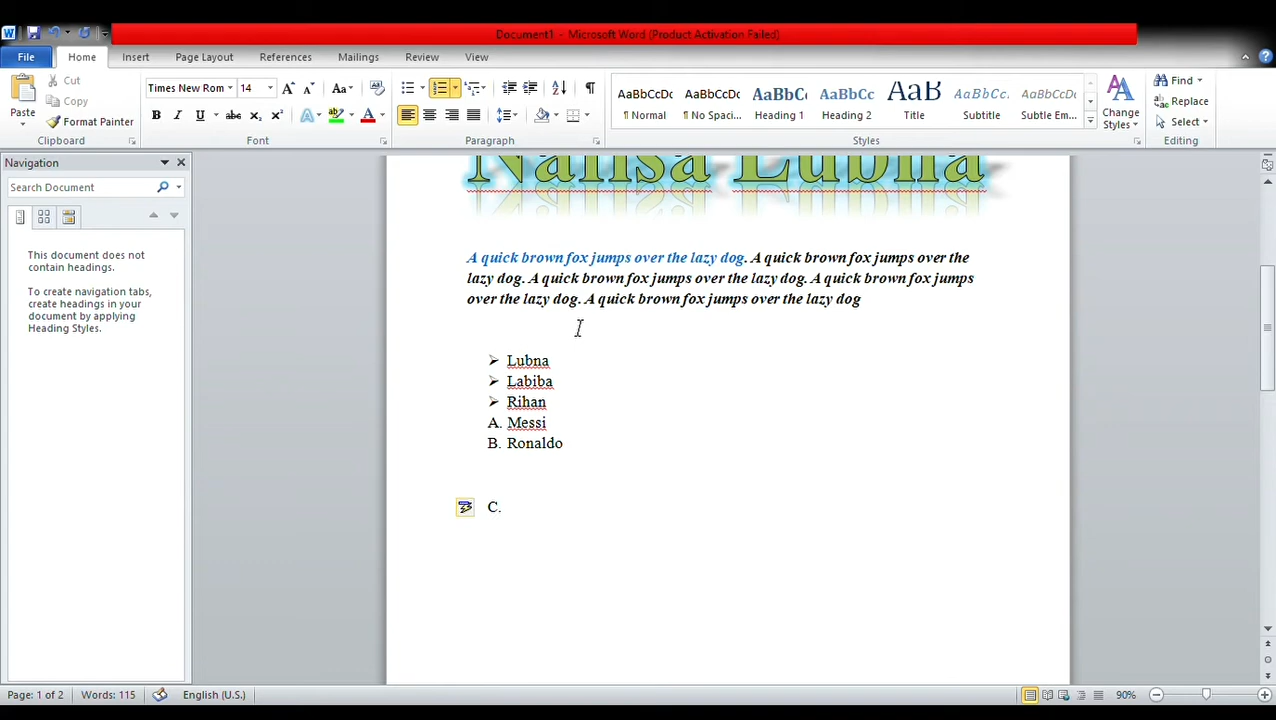 Document1 - Microsoft Word (Product Activation Failed)
File Home Insert Page Layout References Mailings Review View
Paste
Cut
Copy
Format Painter
Clipboard
Times New Rom 14
Font
Paragraph
AaBbCcDc AaBbCcDc AaBbC AaBbCc AaB AaBbCcL AaBbCcDc
¶ Normal ¶ No Spaci... Heading 1 Heading 2 Title Subtitle Subtle Em...
Styles
Change Styles
Find
Replace
Select
Editing
Navigation
Search Document
This document does not
contain headings.
To create navigation tabs,
create headings in your
document by applying
Heading Styles.
Nafisa Lubna
A quick brown fox jumps over the lazy dog. A quick brown fox jumps over the
lazy dog. A quick brown fox jumps over the lazy dog. A quick brown fox jumps
over the lazy dog. A quick brown fox jumps over the lazy dog
➢ Lubna
➢ Labiba
➢ Rihan
A. Messi
B. Ronaldo
C.
Page: 1 of 2 Words: 115 English (U.S.) 90%